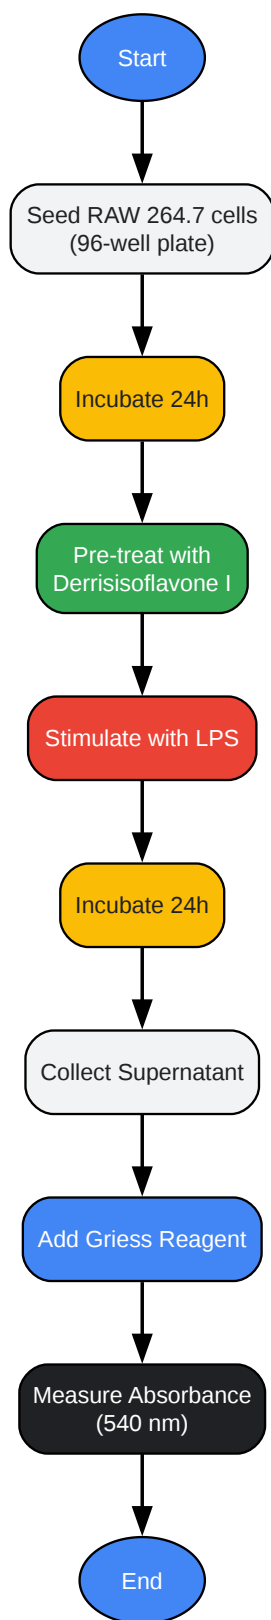 Start
Seed RAW 264.7 cells
(96-well plate)
Incubate 24h
Pre-treat with
Derrisisoflavone I
Stimulate with LPS
Incubate 24h
Collect Supernatant
Add Griess Reagent
Measure Absorbance
(540 nm)
End